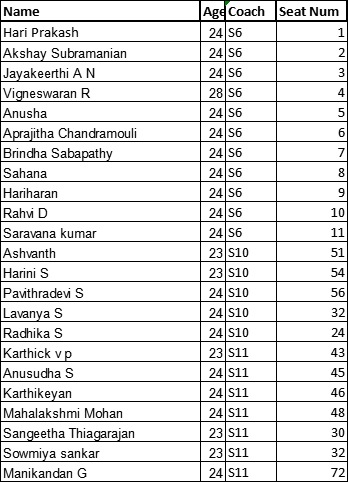 Name Age Coach Seat Num
Hari Prakash 24 S6 1
Akshay Subramanian 24 S6 2
Jayakeerthi A N 24 S6 3
Vigneswaran R 28 S6 4
Anusha 24 S6 5
Aprajitha Chandramouli 24 S6 6
Brindha Sabapathy 24 S6 7
Sahana 24 S6 8
Hariharan 24 S6 9
Rahvi D 24 S6 10
Saravana kumar 24 S6 11
Ashvanth 23 S10 51
Harini S 23 S10 54
Pavithradevi S 24 S10 56
Lavanya S 24 S10 32
Radhika S 24 S10 24
Karthick v p 23 S11 43
Anusudha S 24 S11 45
Karthikeyan 24 S11 46
Mahalakshmi Mohan 24 S11 48
Sangeetha Thiagarajan 23 S11 30
Sowmiya sankar 23 S11 32
Manikandan G 24 S11 72